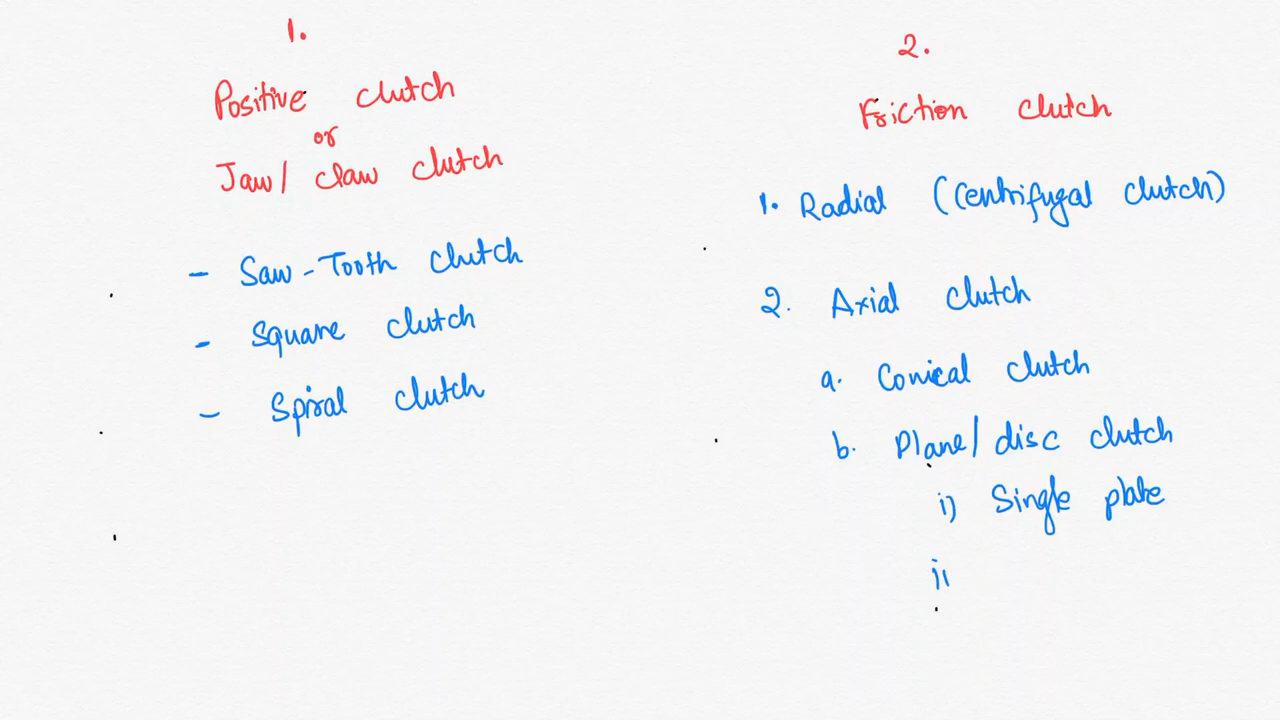 1.
Positive clutch
or
Jaw/ claw clutch
- Saw-Tooth clutch
- Square clutch
- Spiral clutch
2.
Friction clutch
1. Radial (Centrifugal clutch)
2. Axial clutch
a. Conical clutch
b. Plane/disc clutch
i) Single plate
ii